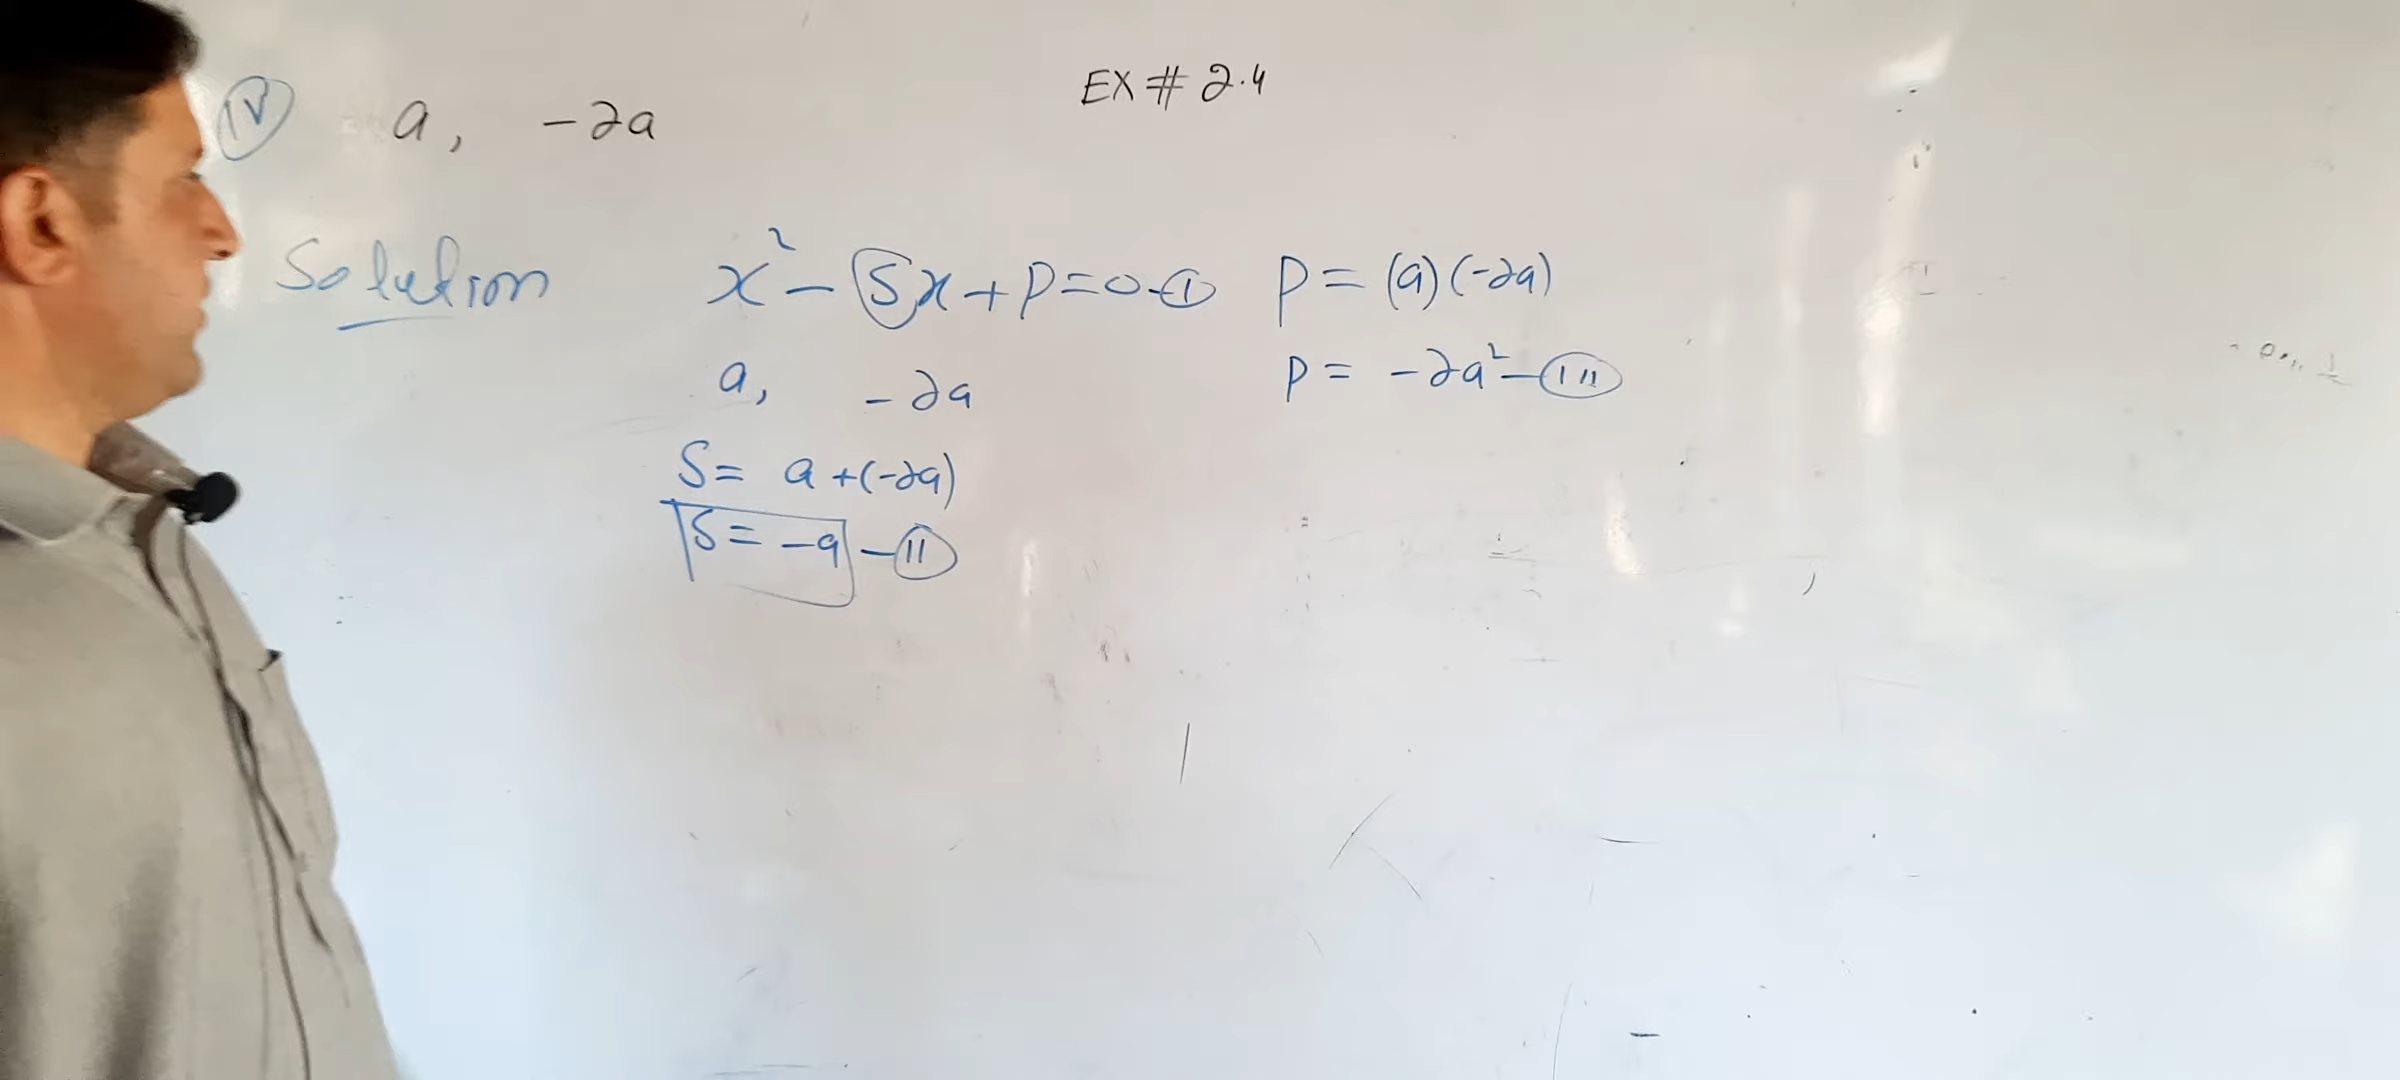 EX # 2.4
(IV) a, -2a
Solution x² - Sx + P = 0 - (I)
a, -2a
S = a + (-2a)
S = -a - (II)
P = (a)(-2a)
P = -2a² - (III)